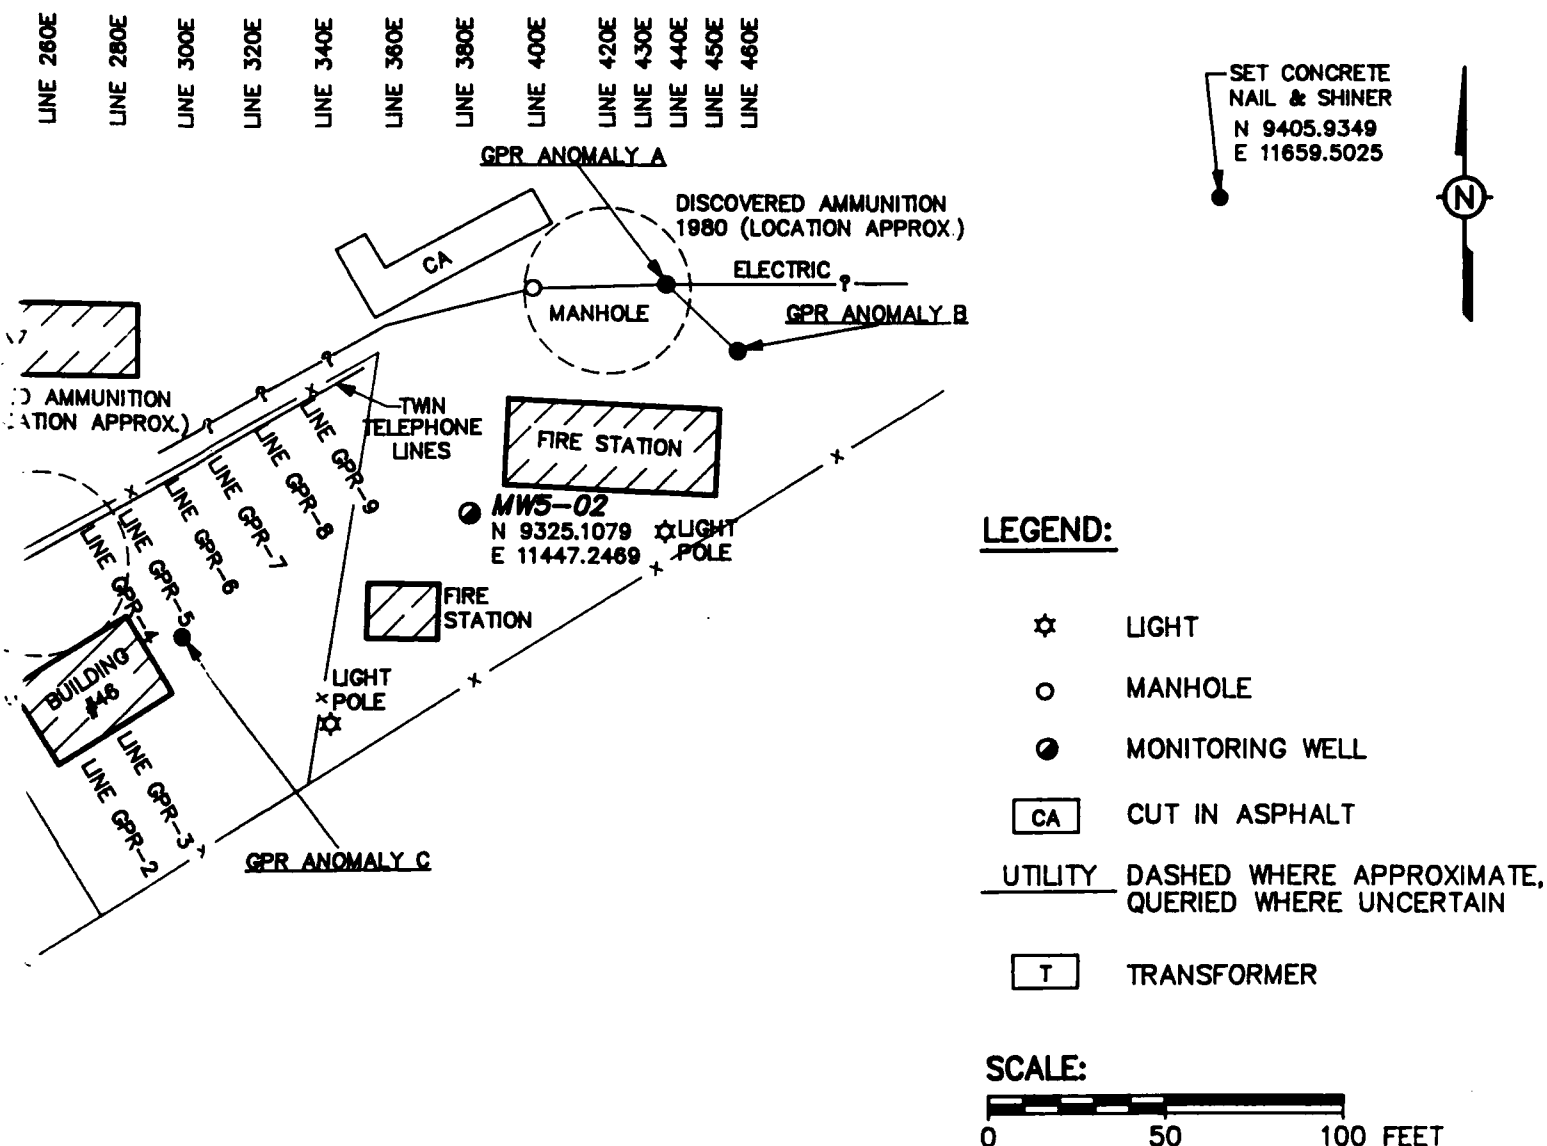 LINE 260E
LINE 280E
LINE 300E
LINE 320E
LINE 340E
LINE 360E
LINE 380E
LINE 400E
LINE 420E
LINE 430E
LINE 440E
LINE 450E
LINE 460E
SET CONCRETE
NAIL & SHINER
N 9405.9349
E 11659.5025
N
GPR ANOMALY A
DISCOVERED AMMUNITION
1980 (LOCATION APPROX.)
CA
ELECTRIC ?
MANHOLE
GPR ANOMALY B
AMMUNITION
APPROX.)
? ? ?
TWIN
TELEPHONE
LINES
FIRE STATION
LINE GPR-9
LINE GPR-8
LINE GPR-7
LINE GPR-6
LINE GPR-5
LINE GPR-4
MW5-02
N 9325.1079
E 11447.2469
LIGHT
POLE
FIRE
STATION
BUILDING
#46
LIGHT
POLE
LINE GPR-3
LINE GPR-2
GPR ANOMALY C
LEGEND:
LIGHT
MANHOLE
MONITORING WELL
CA CUT IN ASPHALT
UTILITY DASHED WHERE APPROXIMATE,
QUERIED WHERE UNCERTAIN
T TRANSFORMER
SCALE:
0 50 100 FEET